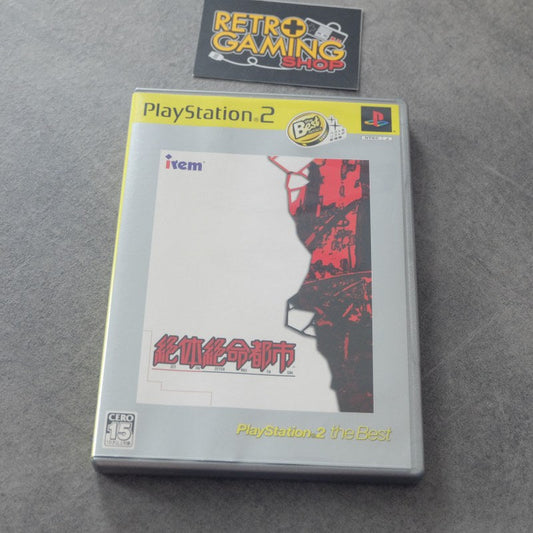 RETRO
GAMING
SHOP
PlayStation®2
Best
irem
絶体絶命都市
CERO
15
PlayStation®2 the Best